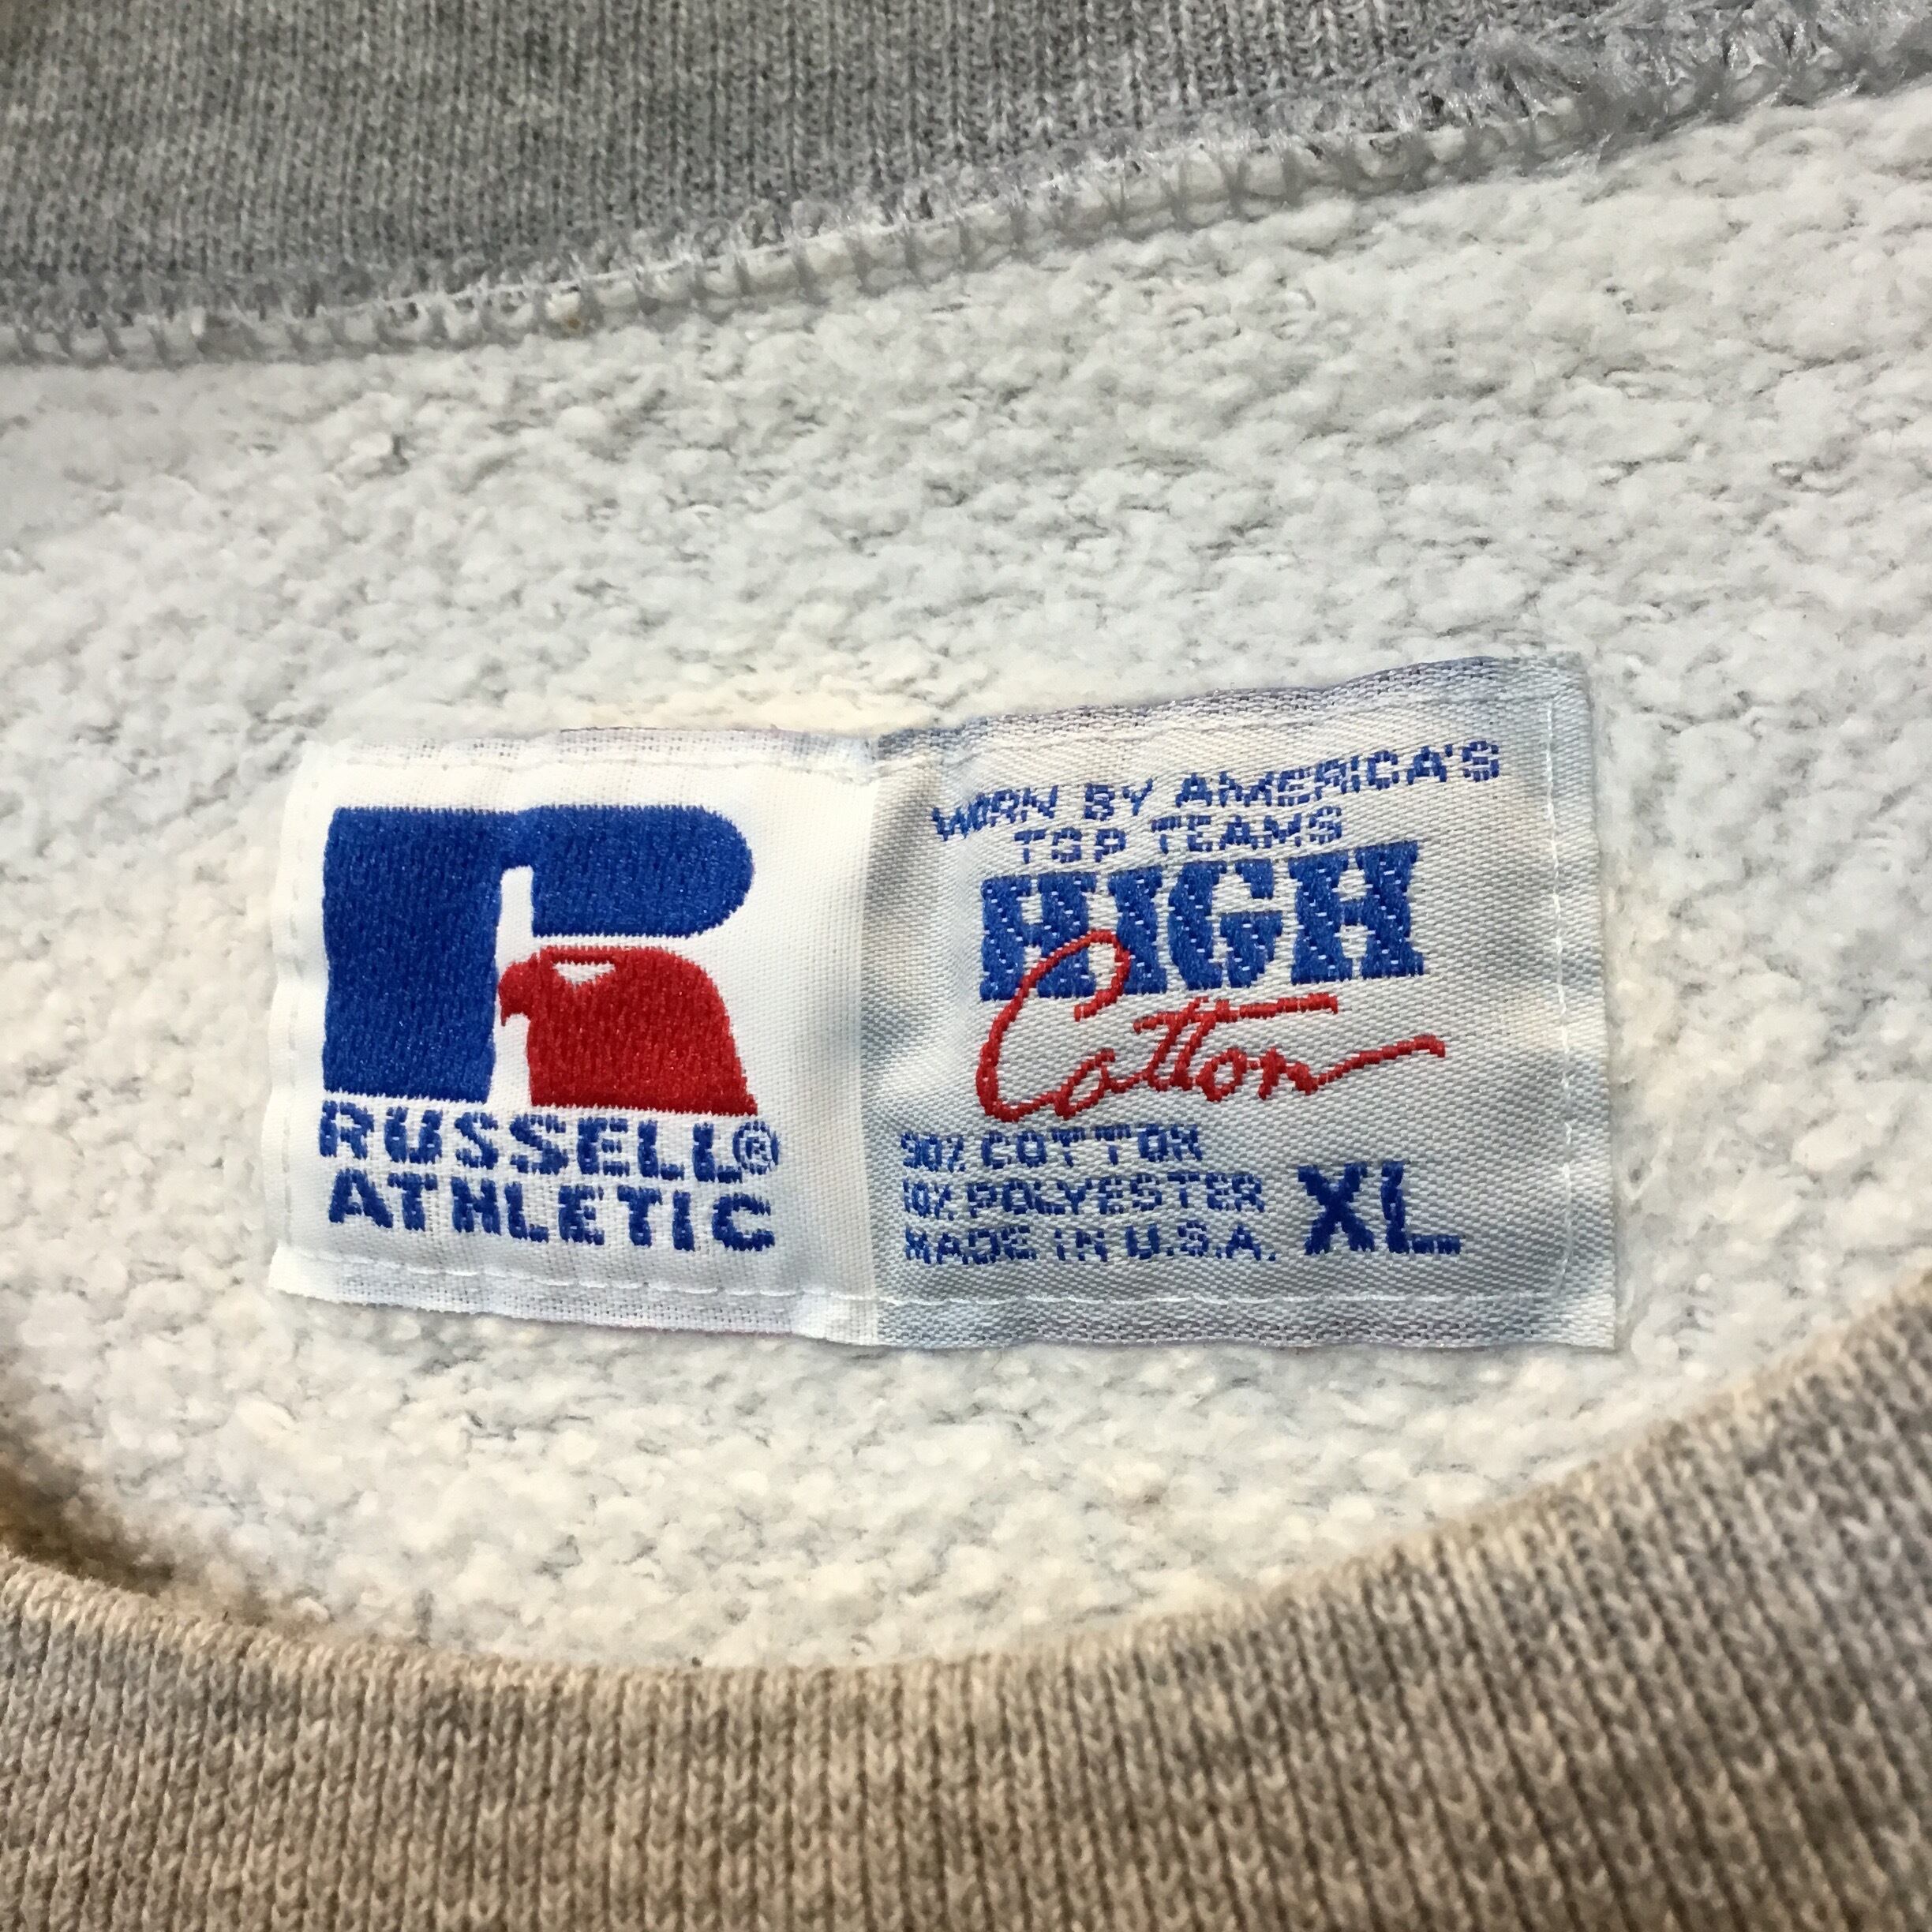 RUSSELL®
ATHLETIC
WORN BY AMERICA'S
TOP TEAMS
HIGH
Cotton
90% COTTON
10% POLYESTER
MADE IN U.S.A.
XL